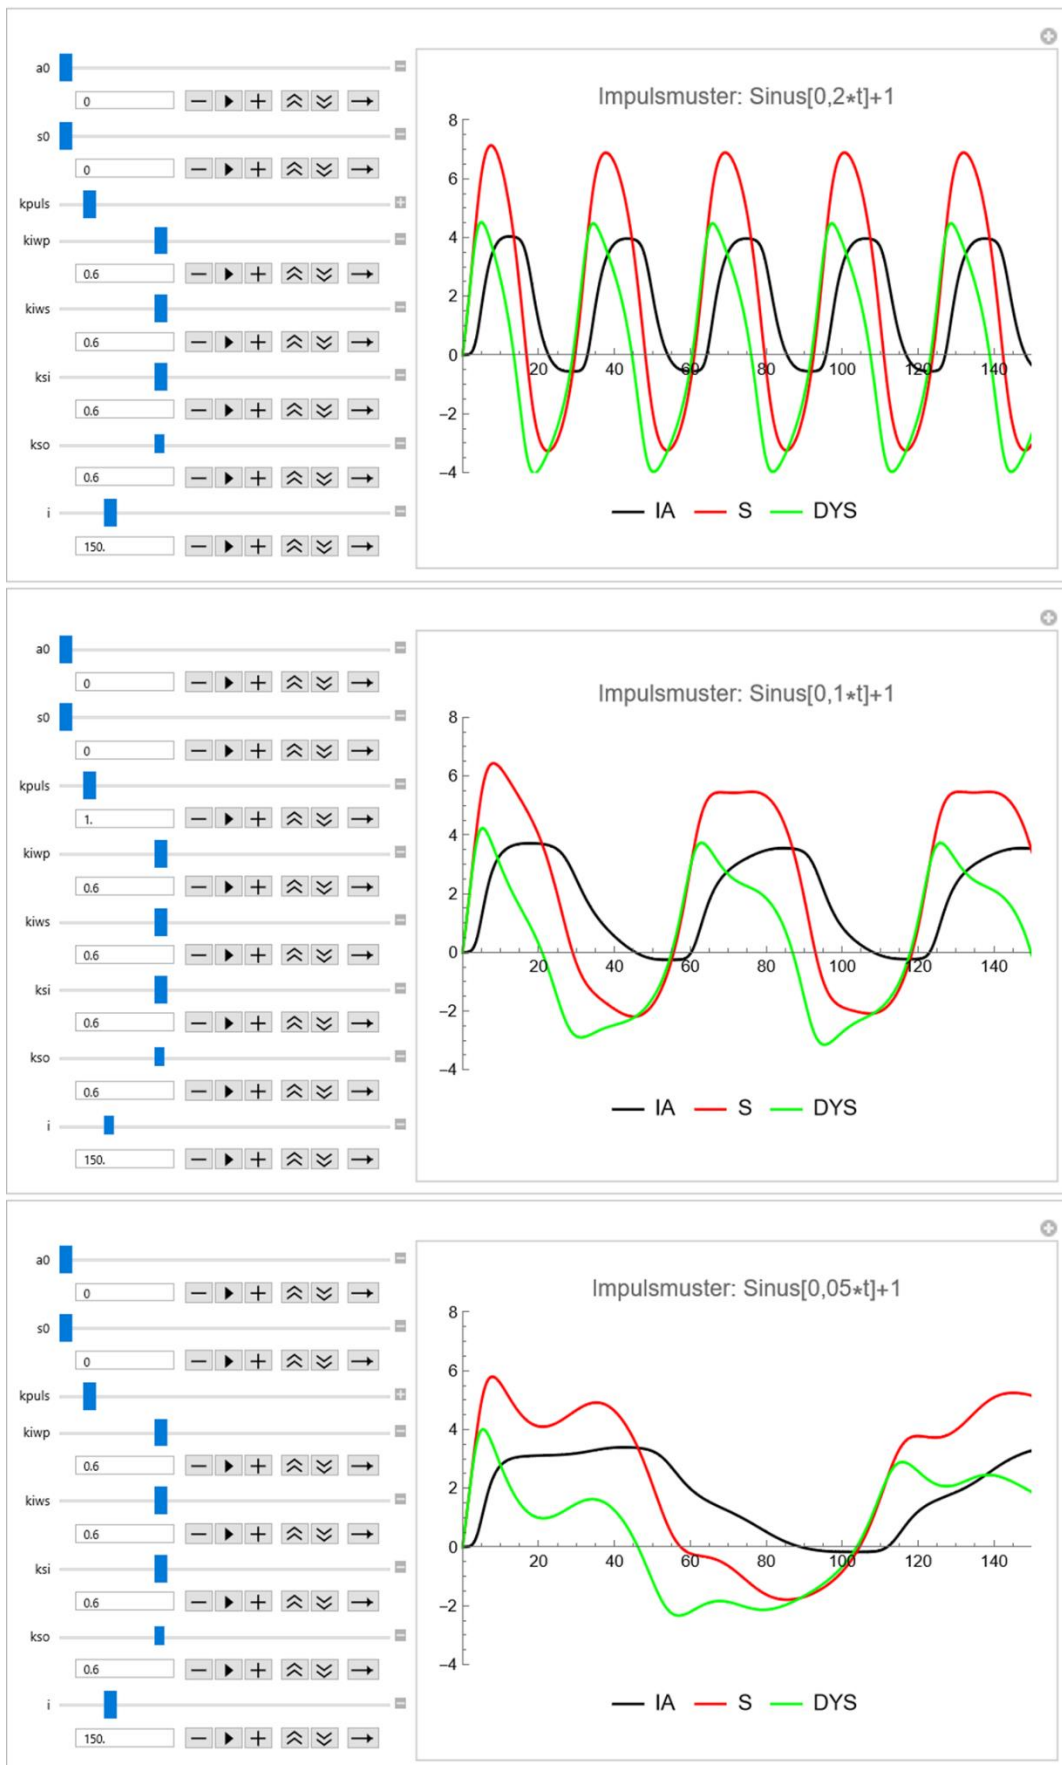 a0
0
s0
0
kpuls
kiwp
0.6
kiws
0.6
ksi
0.6
kso
0.6
i
150.
Impulsmuster: Sinus[0,2*t]+1
8
6
4
2
0
−2
−4
20 40 60 80 100 120 140
IA S DYS
a0
0
s0
0
kpuls
1.
kiwp
0.6
kiws
0.6
ksi
0.6
kso
0.6
i
150.
Impulsmuster: Sinus[0,1*t]+1
8
6
4
2
0
−2
−4
20 40 60 80 100 120 140
IA S DYS
a0
0
s0
0
kpuls
kiwp
0.6
kiws
0.6
ksi
0.6
kso
0.6
i
150.
Impulsmuster: Sinus[0,05*t]+1
8
6
4
2
0
−2
−4
20 40 60 80 100 120 140
IA S DYS